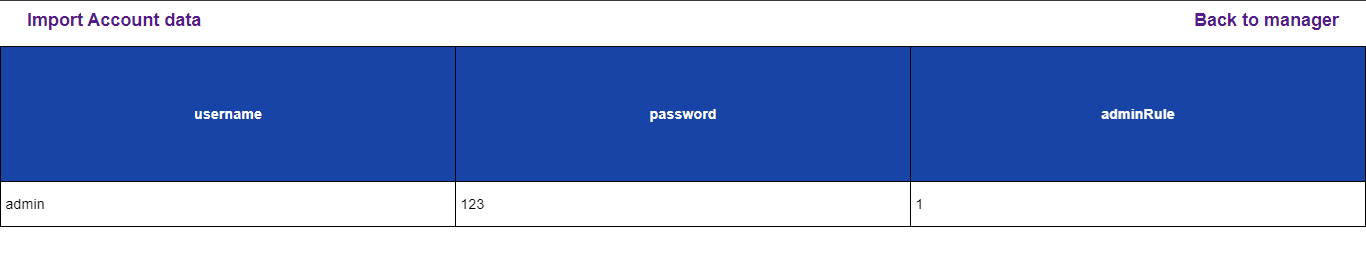 Import Account data Back to manager
username password adminRule
admin 123 1